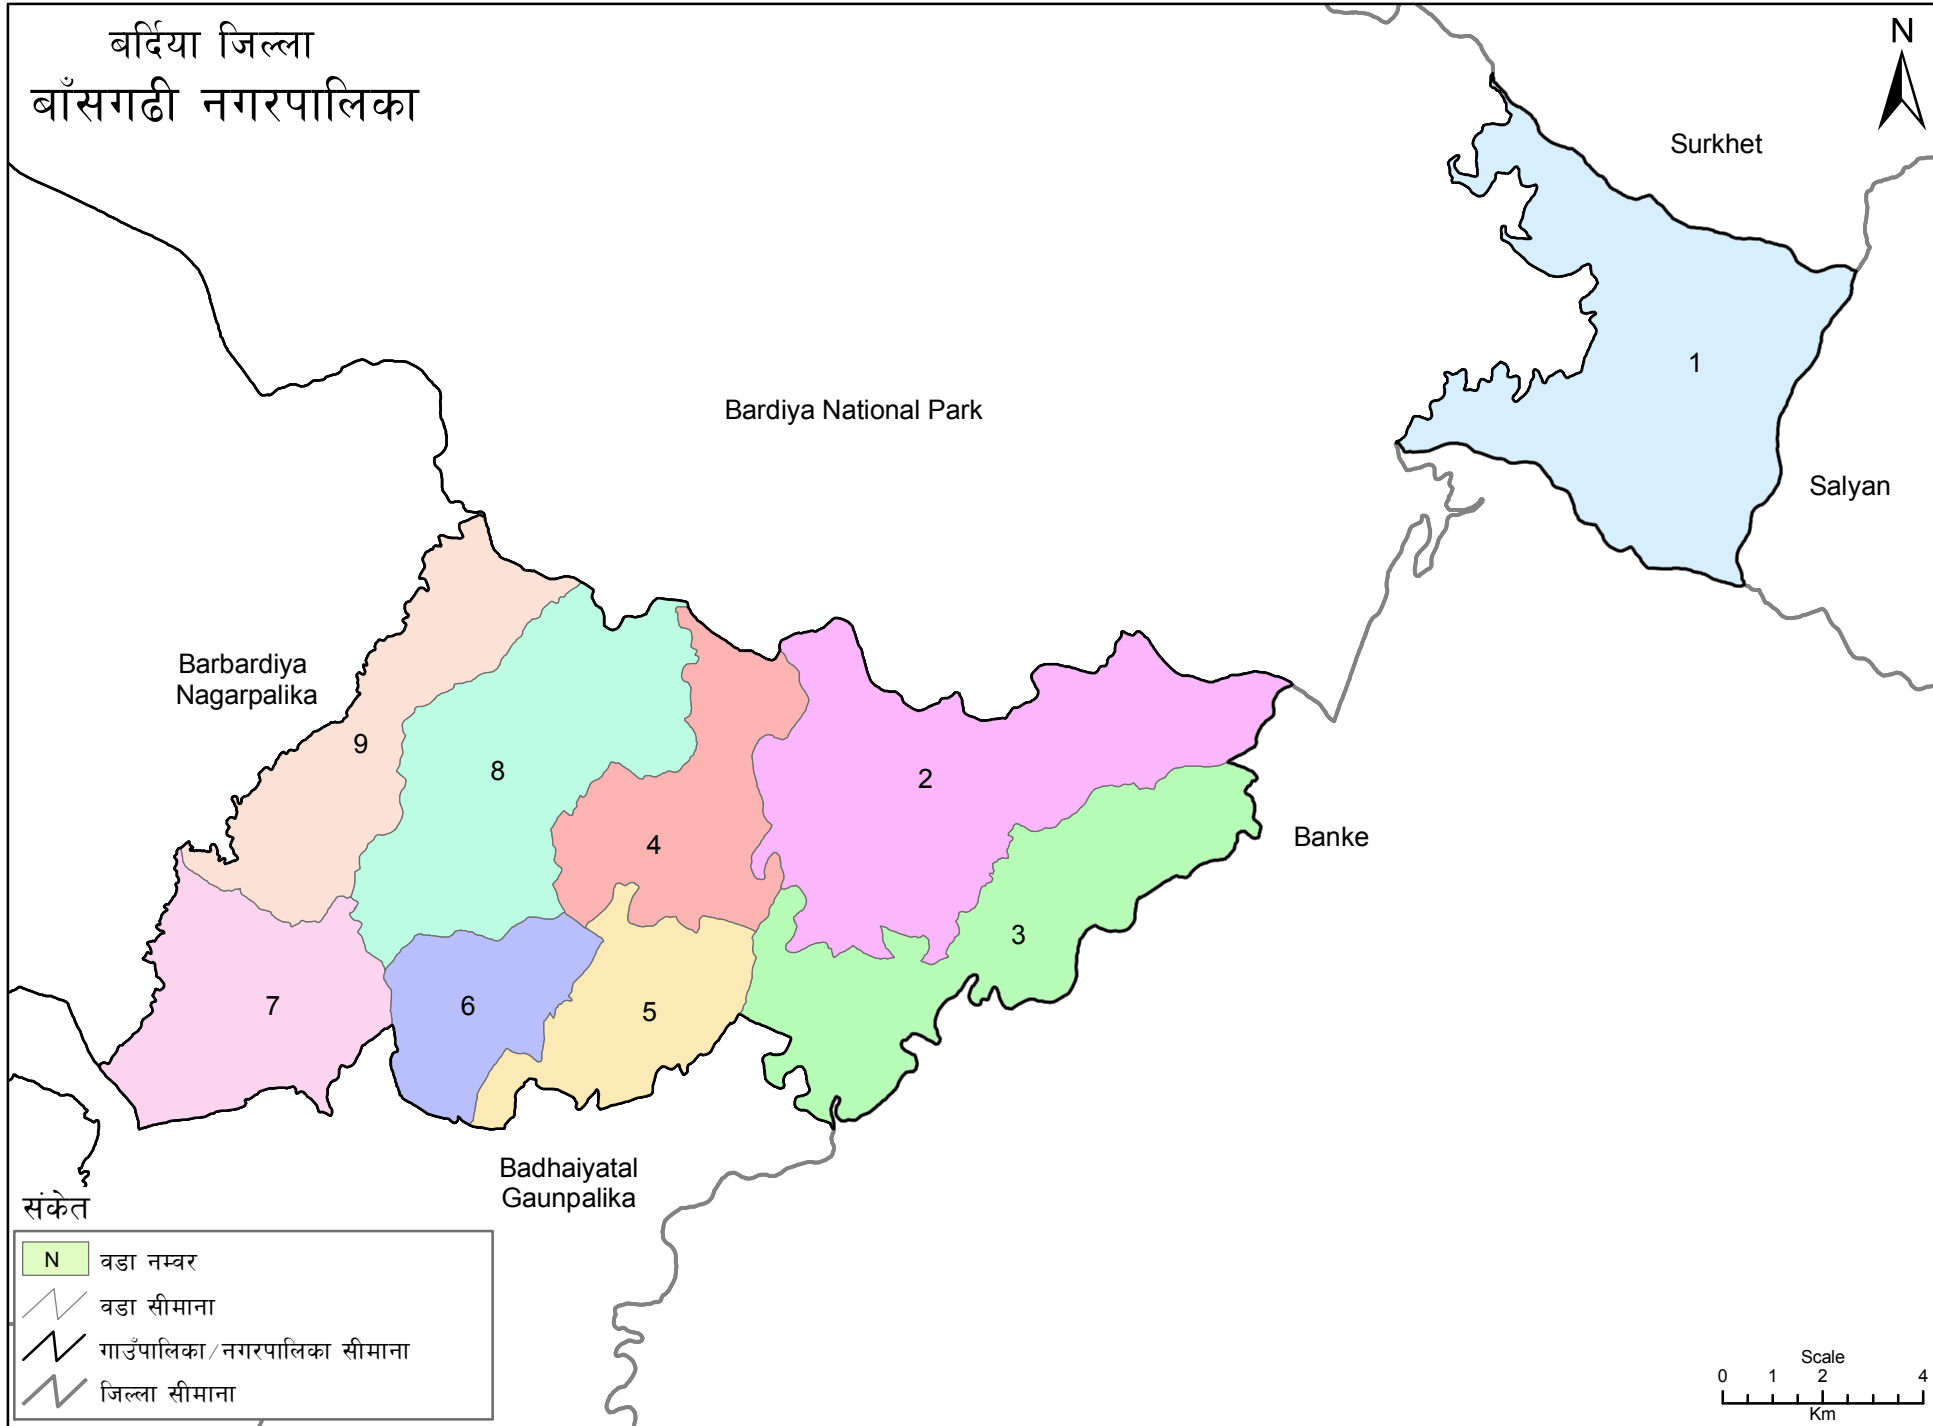 बर्दिया जिल्ला
बाँसगढी नगरपालिका
N
Surkhet
1
Bardiya National Park
Salyan
Barbardiya
Nagarpalika
9
8
2
4
Banke
3
7
6
5
Badhaiyatal
Gaunpalika
संकेत
N वडा नम्वर
वडा सीमाना
गाउँपालिका/नगरपालिका सीमाना
जिल्ला सीमाना
Scale
0 1 2 4
Km